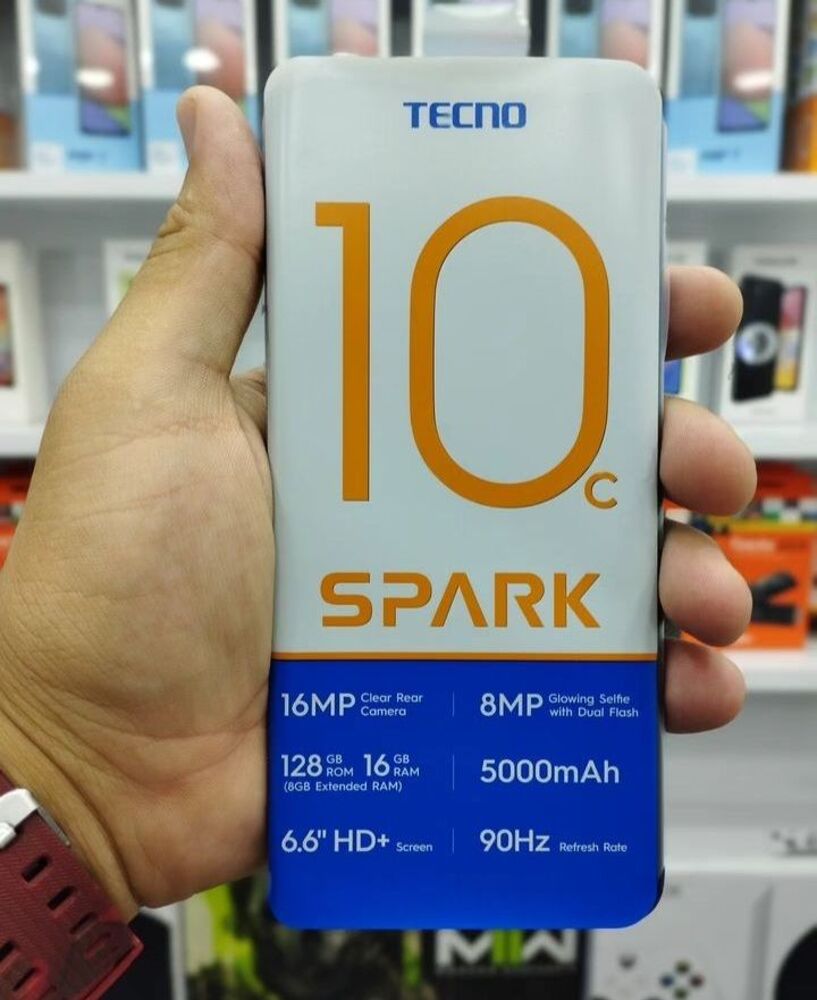 TECNO
10c
SPARK
16MP Clear Rear Camera
8MP Glowing Selfie with Dual Flash
128 GB ROM 16 GB RAM
(8GB Extended RAM)
5000mAh
6.6" HD+ Screen
90Hz Refresh Rate
MW